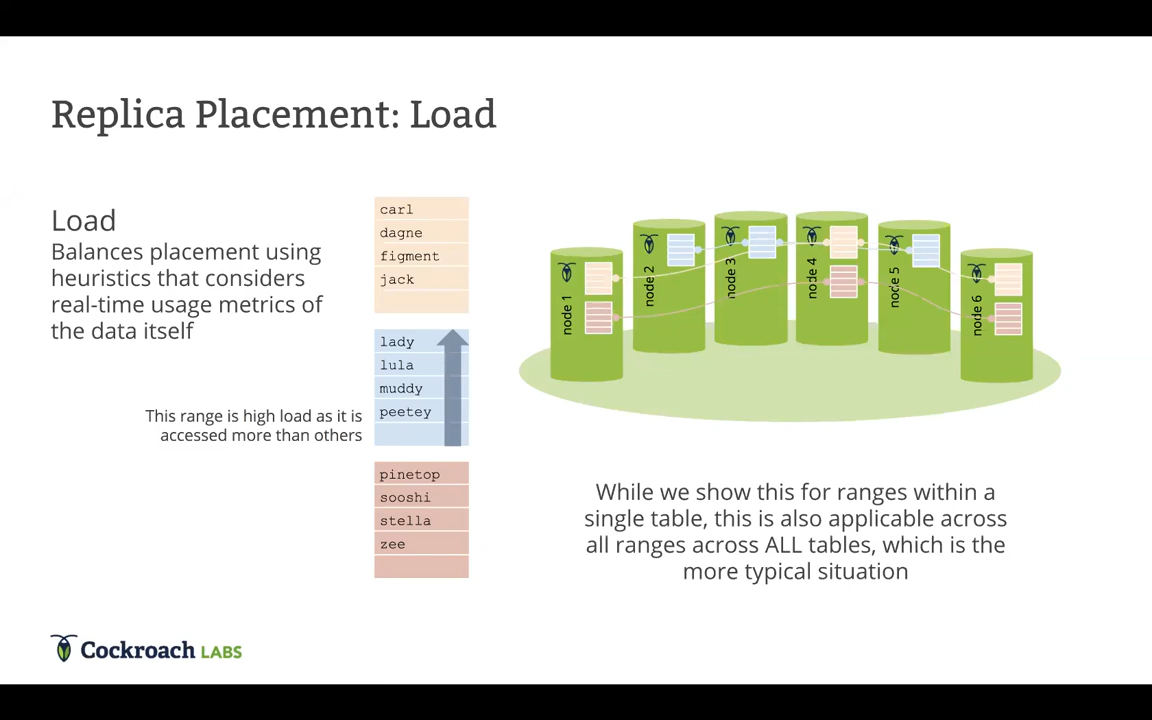 Replica Placement: Load
Load
Balances placement using
heuristics that considers
real-time usage metrics of
the data itself
This range is high load as it is
accessed more than others
carl
dagne
figment
jack
lady
lula
muddy
peetey
pinetop
sooshi
stella
zee
node 1
node 2
node 3
node 4
node 5
node 6
While we show this for ranges within a
single table, this is also applicable across
all ranges across ALL tables, which is the
more typical situation
Cockroach LABS